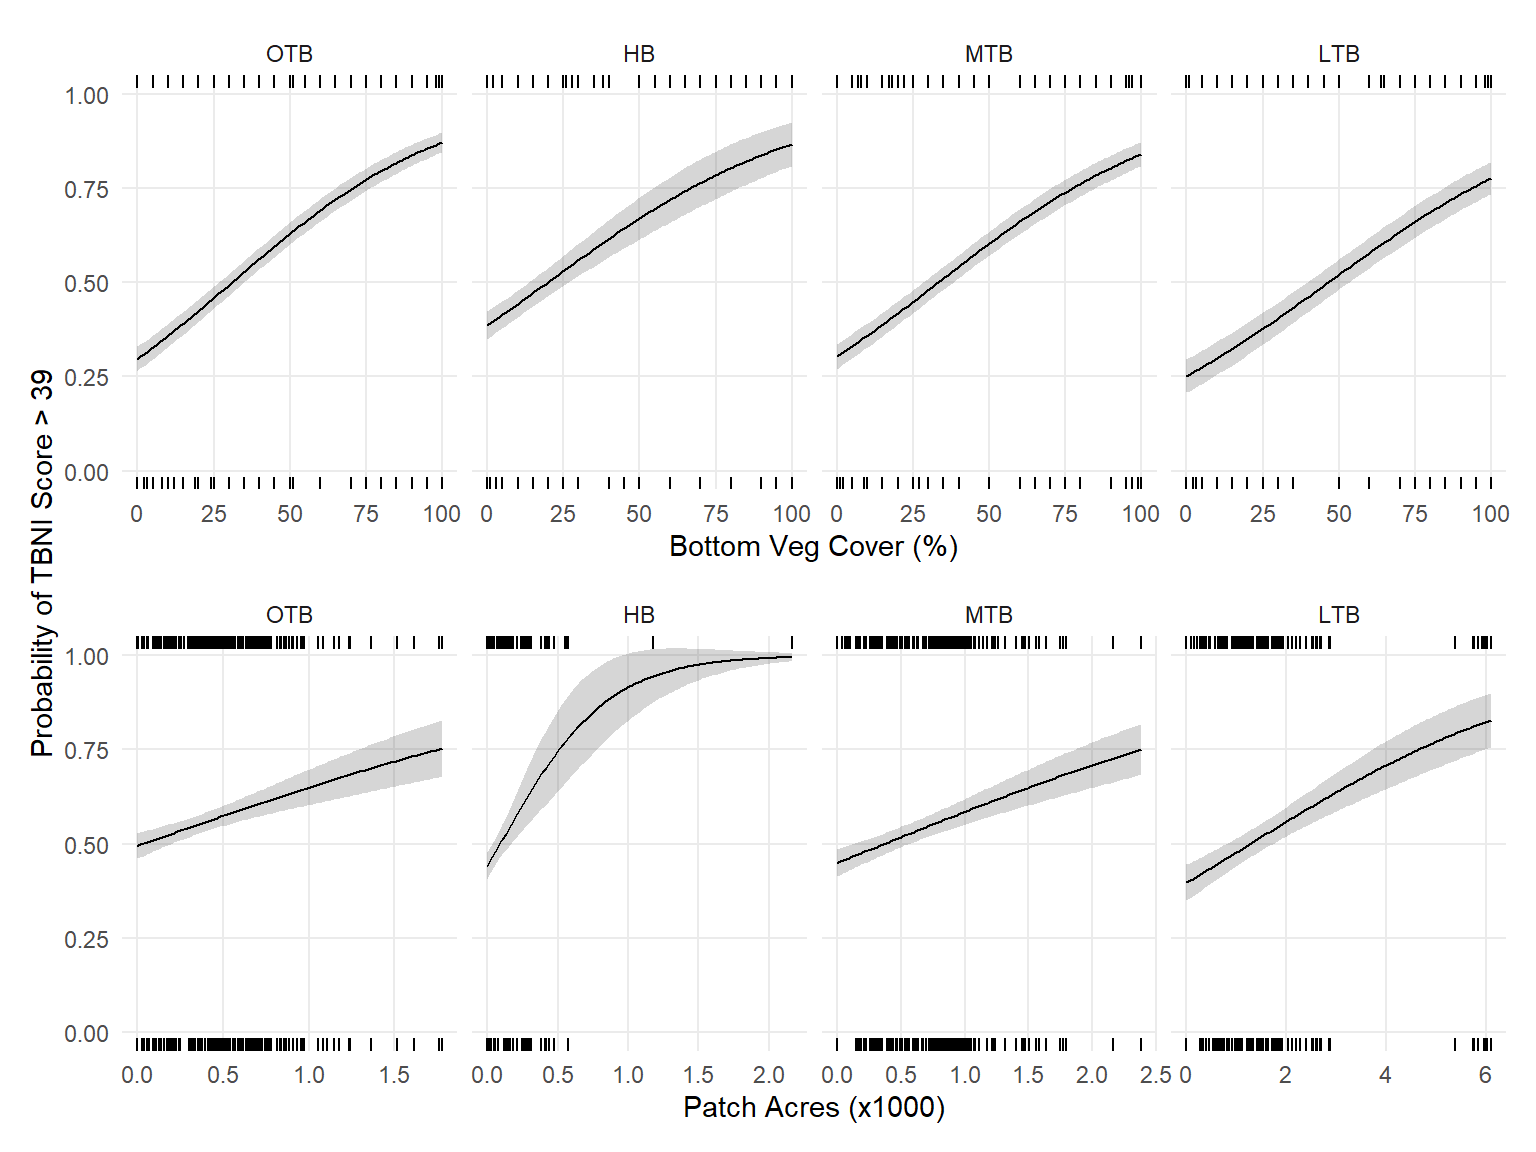 OTB HB MTB LTB
1.00
0.75
0.50
0.25
0.00
0 25 50 75 100 0 25 50 75 100 0 25 50 75 100 0 25 50 75 100
Bottom Veg Cover (%)
Probability of TBNI Score > 39
OTB HB MTB LTB
1.00
0.75
0.50
0.25
0.00
0.0 0.5 1.0 1.5 0.0 0.5 1.0 1.5 2.0 0.0 0.5 1.0 1.5 2.0 2.5 0 2 4 6
Patch Acres (x1000)